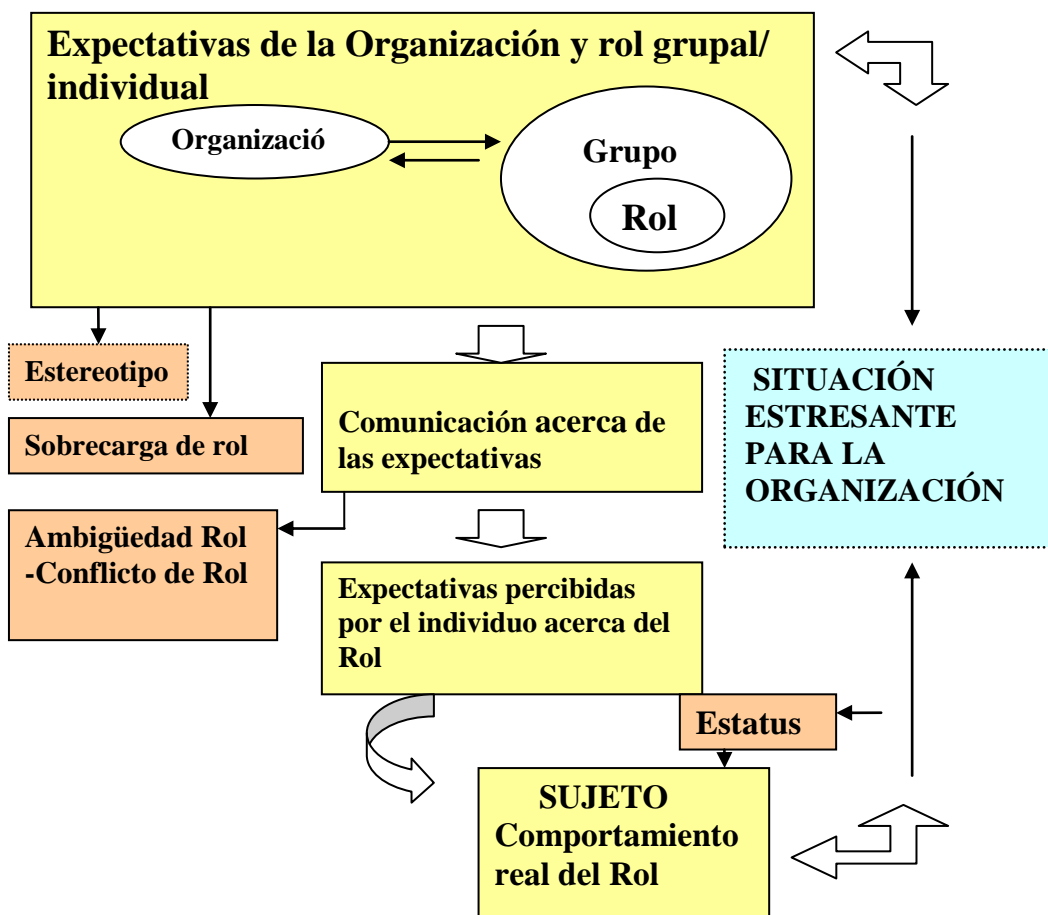 Expectativas de la Organización y rol grupal/
individual
Organizació
Grupo
Rol
Estereotipo
Sobrecarga de rol
Comunicación acerca de
las expectativas
SITUACIÓN
ESTRESANTE
PARA LA
ORGANIZACIÓN
Ambigüedad Rol
-Conflicto de Rol
Expectativas percibidas
por el individuo acerca del
Rol
Estatus
SUJETO
Comportamiento
real del Rol